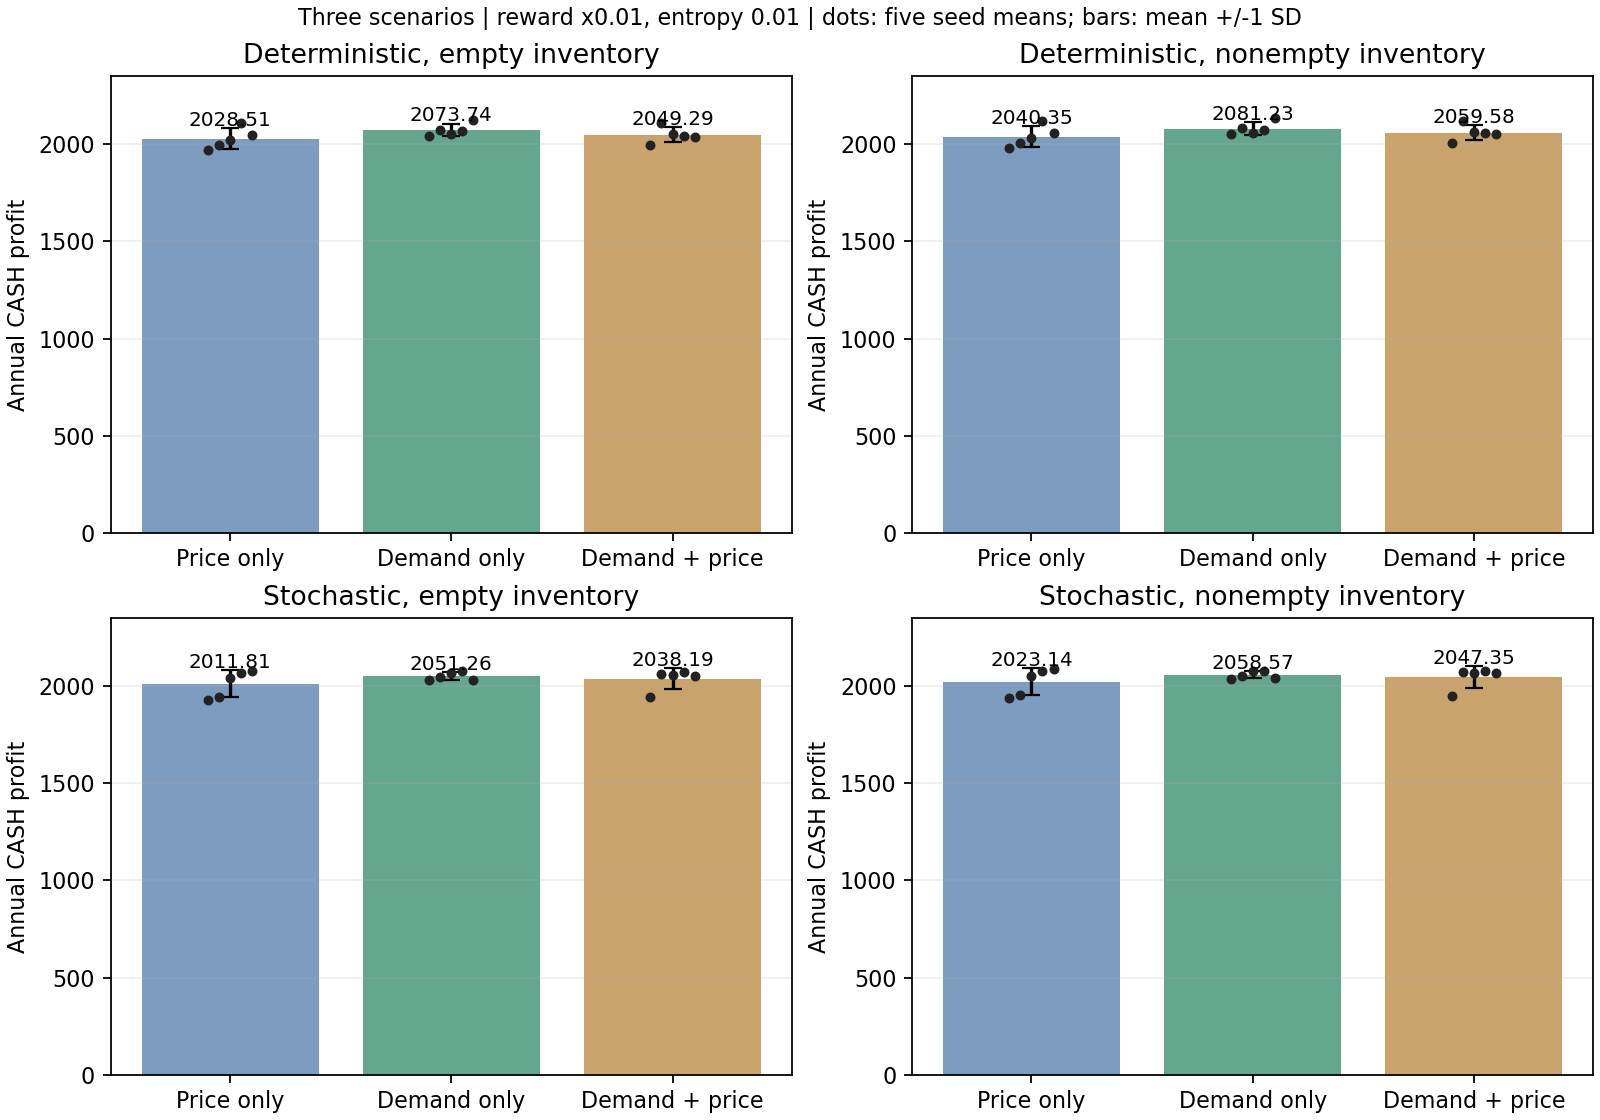 Three scenarios | reward x0.01, entropy 0.01 | dots: five seed means; bars: mean +/-1 SD
Deterministic, empty inventory
Annual CASH profit
2000
1500
1000
500
0
2028.51
2073.74
2049.29
Price only
Demand only
Demand + price
Deterministic, nonempty inventory
Annual CASH profit
2000
1500
1000
500
0
2040.35
2081.23
2059.58
Price only
Demand only
Demand + price
Stochastic, empty inventory
Annual CASH profit
2000
1500
1000
500
0
2011.81
2051.26
2038.19
Price only
Demand only
Demand + price
Stochastic, nonempty inventory
Annual CASH profit
2000
1500
1000
500
0
2023.14
2058.57
2047.35
Price only
Demand only
Demand + price